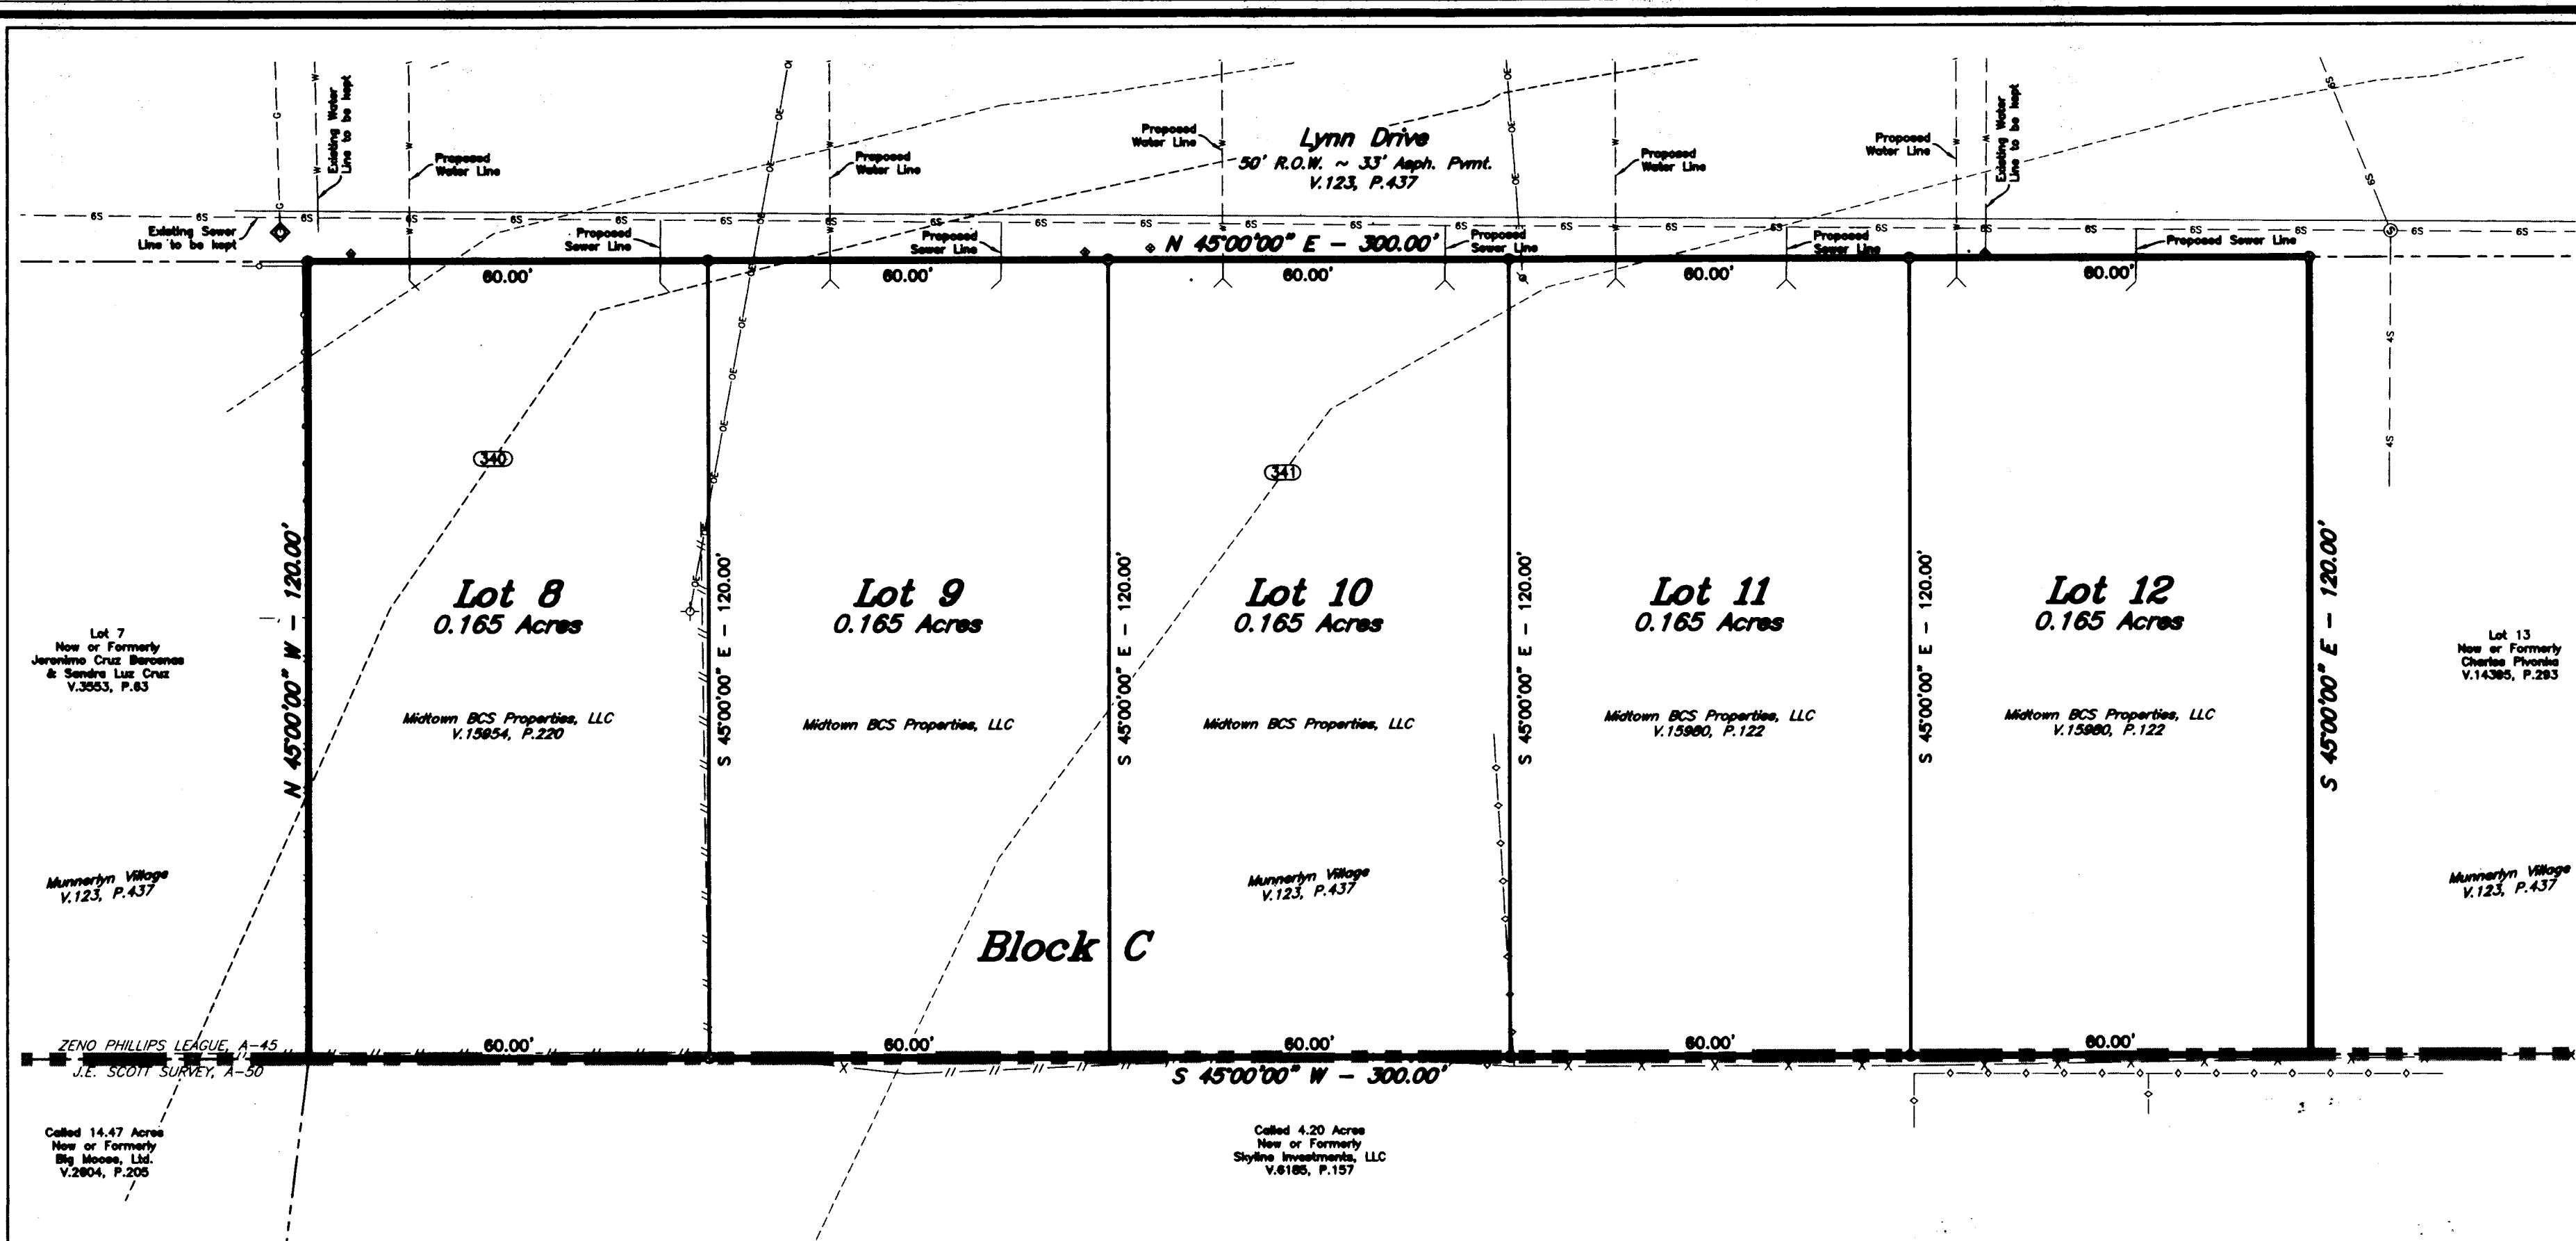 Existing Water
Line to be kept
Proposed
Water Line
Proposed
Water Line
Proposed
Water Line
Lynn Drive
50' R.O.W. ~ 33' Asph. Pvmt.
V.123, P.437
Proposed
Water Line
Proposed
Water Line
Existing Water
Line to be kept
Existing Sewer
Line to be kept
Proposed
Sewer Line
Proposed
Sewer Line
N 45°00'00" E - 300.00'
Proposed
Sewer Line
Proposed
Sewer Line
Proposed Sewer Line
60.00'
60.00'
60.00'
60.00'
60.00'
340
341
N 45°00'00" W - 120.00'
Lot 8
0.165 Acres
S 45°00'00" E - 120.00'
Lot 9
0.165 Acres
S 45°00'00" E - 120.00'
Lot 10
0.165 Acres
S 45°00'00" E - 120.00'
Lot 11
0.165 Acres
S 45°00'00" E - 120.00'
Lot 12
0.165 Acres
S 45°00'00" E - 120.00'
Lot 7
Now or Formerly
Jeronimo Cruz Barcenas
& Sandra Luz Cruz
V.3553, P.63
Lot 13
Now or Formerly
Charles Pivonka
V.14395, P.293
Midtown BCS Properties, LLC
V.15954, P.220
Midtown BCS Properties, LLC
Midtown BCS Properties, LLC
Midtown BCS Properties, LLC
V.15980, P.122
Midtown BCS Properties, LLC
V.15980, P.122
Munnerlyn Village
V.123, P.437
Munnerlyn Village
V.123, P.437
Munnerlyn Village
V.123, P.437
Block C
ZENO PHILLIPS LEAGUE, A-45
J.E. SCOTT SURVEY, A-50
60.00'
60.00'
60.00'
60.00'
60.00'
S 45°00'00" W - 300.00'
Called 14.47 Acres
Now or Formerly
Big Moose, Ltd.
V.2604, P.205
Called 4.20 Acres
Now or Formerly
Skyline Investments, LLC
V.6185, P.157